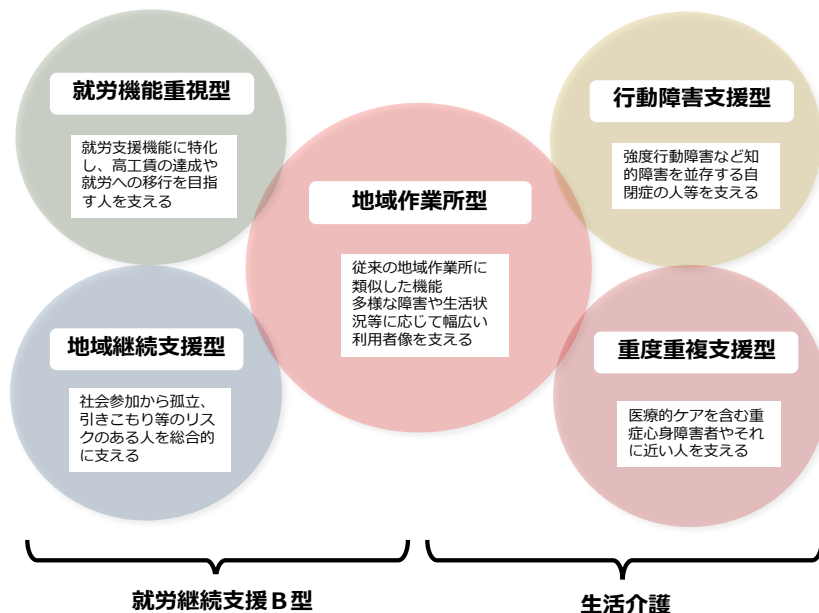 就労機能重視型
就労支援機能に特化
し、高工賃の達成や
就労への移行を目指
す人を支える
行動障害支援型
強度行動障害など知
的障害を並存する自
閉症の人等を支える
地域作業所型
従来の地域作業所に
類似した機能
多様な障害や生活状
況等に応じて幅広い
利用者像を支える
地域継続支援型
社会参加から孤立、
引きこもり等のリス
クのある人を総合的
に支える
重度重複支援型
医療的ケアを含む重
症心身障害者やそれ
に近い人を支える
就労継続支援Ｂ型
生活介護